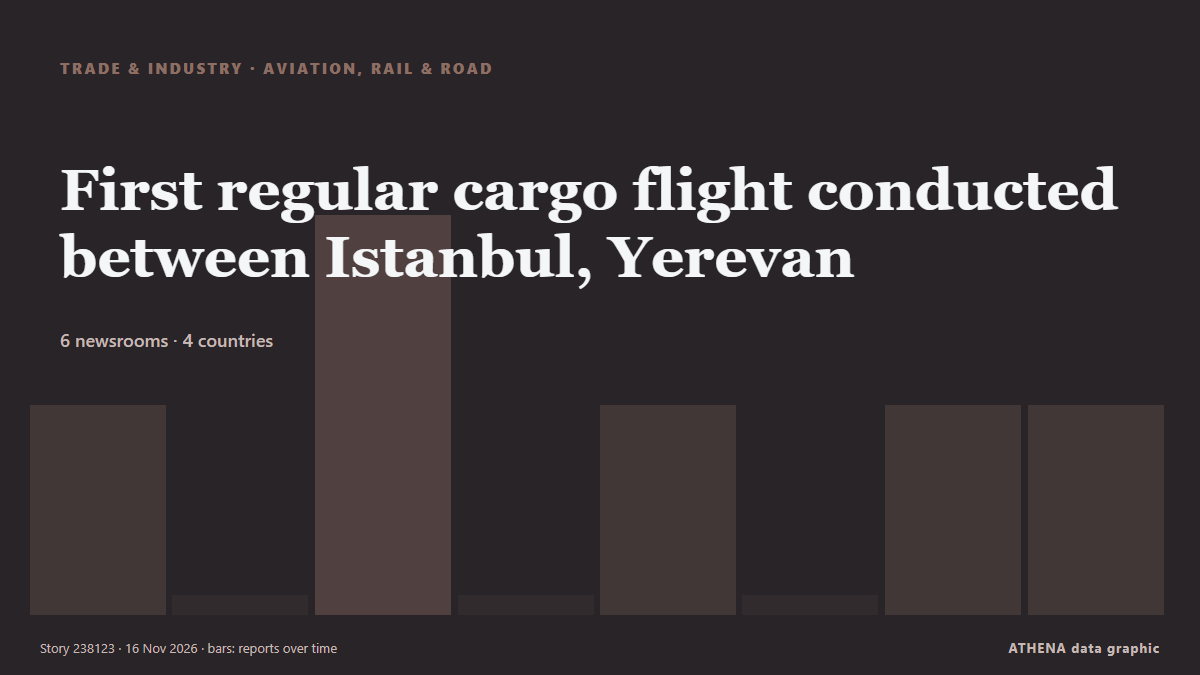 TRADE & INDUSTRY · AVIATION, RAIL & ROAD
First regular cargo flight conducted
between Istanbul, Yerevan
6 newsrooms · 4 countries
Story 238123 · 16 Nov 2026 · bars: reports over time
ATHENA data graphic